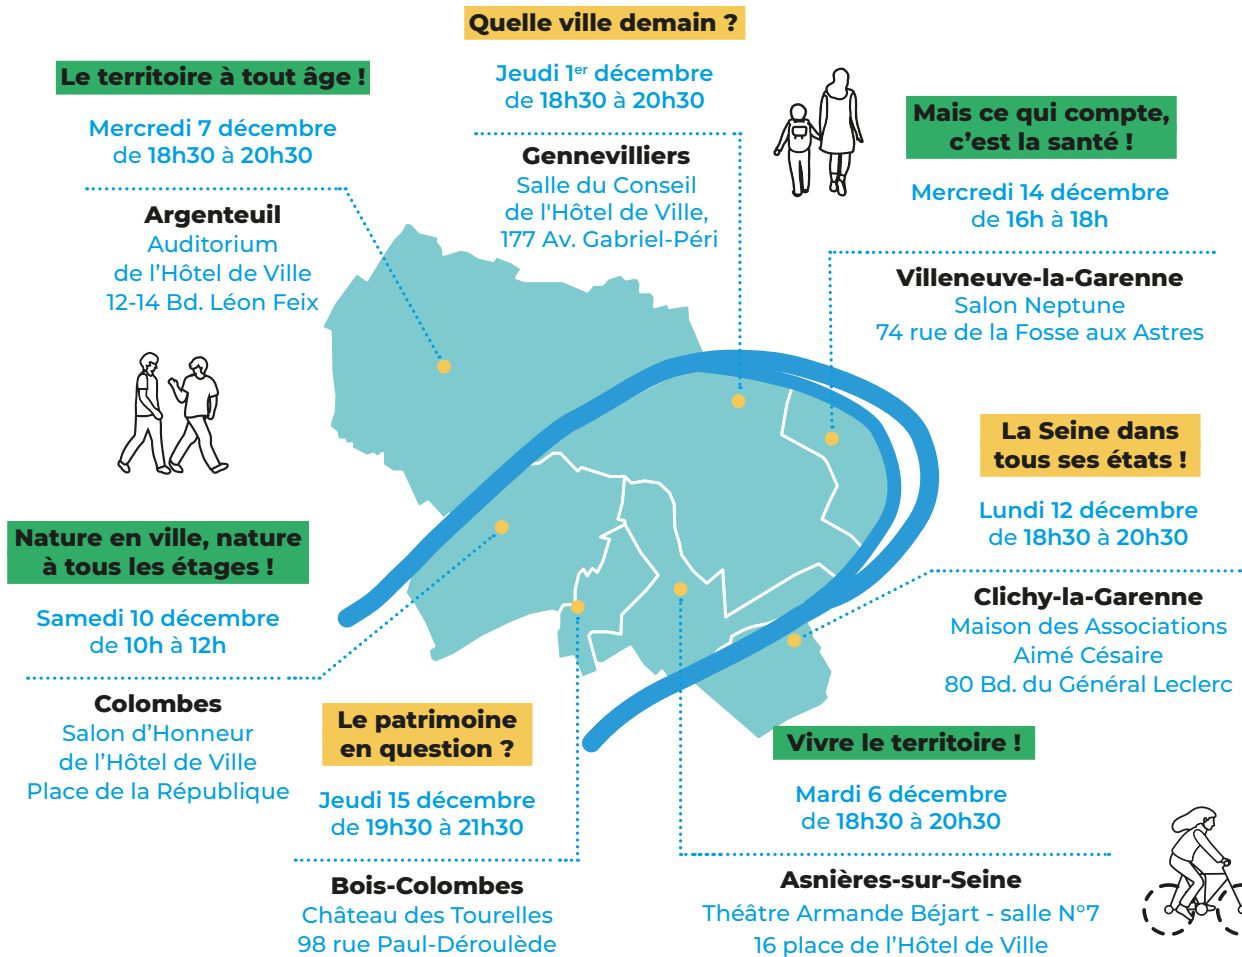 Quelle ville demain ?
Jeudi 1er décembre
de 18h30 à 20h30
Gennevilliers
Salle du Conseil
de l'Hôtel de Ville,
177 Av. Gabriel-Péri
Le territoire à tout âge !
Mercredi 7 décembre
de 18h30 à 20h30
Argenteuil
Auditorium
de l’Hôtel de Ville
12-14 Bd. Léon Feix
Mais ce qui compte,
c’est la santé !
Mercredi 14 décembre
de 16h à 18h
Villeneuve-la-Garenne
Salon Neptune
74 rue de la Fosse aux Astres
La Seine dans
tous ses états !
Lundi 12 décembre
de 18h30 à 20h30
Clichy-la-Garenne
Maison des Associations
Aimé Césaire
80 Bd. du Général Leclerc
Nature en ville, nature
à tous les étages !
Samedi 10 décembre
de 10h à 12h
Colombes
Salon d’Honneur
de l’Hôtel de Ville
Place de la République
Le patrimoine
en question ?
Jeudi 15 décembre
de 19h30 à 21h30
Bois-Colombes
Château des Tourelles
98 rue Paul-Déroulède
Vivre le territoire !
Mardi 6 décembre
de 18h30 à 20h30
Asnières-sur-Seine
Théâtre Armande Béjart - salle N°7
16 place de l’Hôtel de Ville